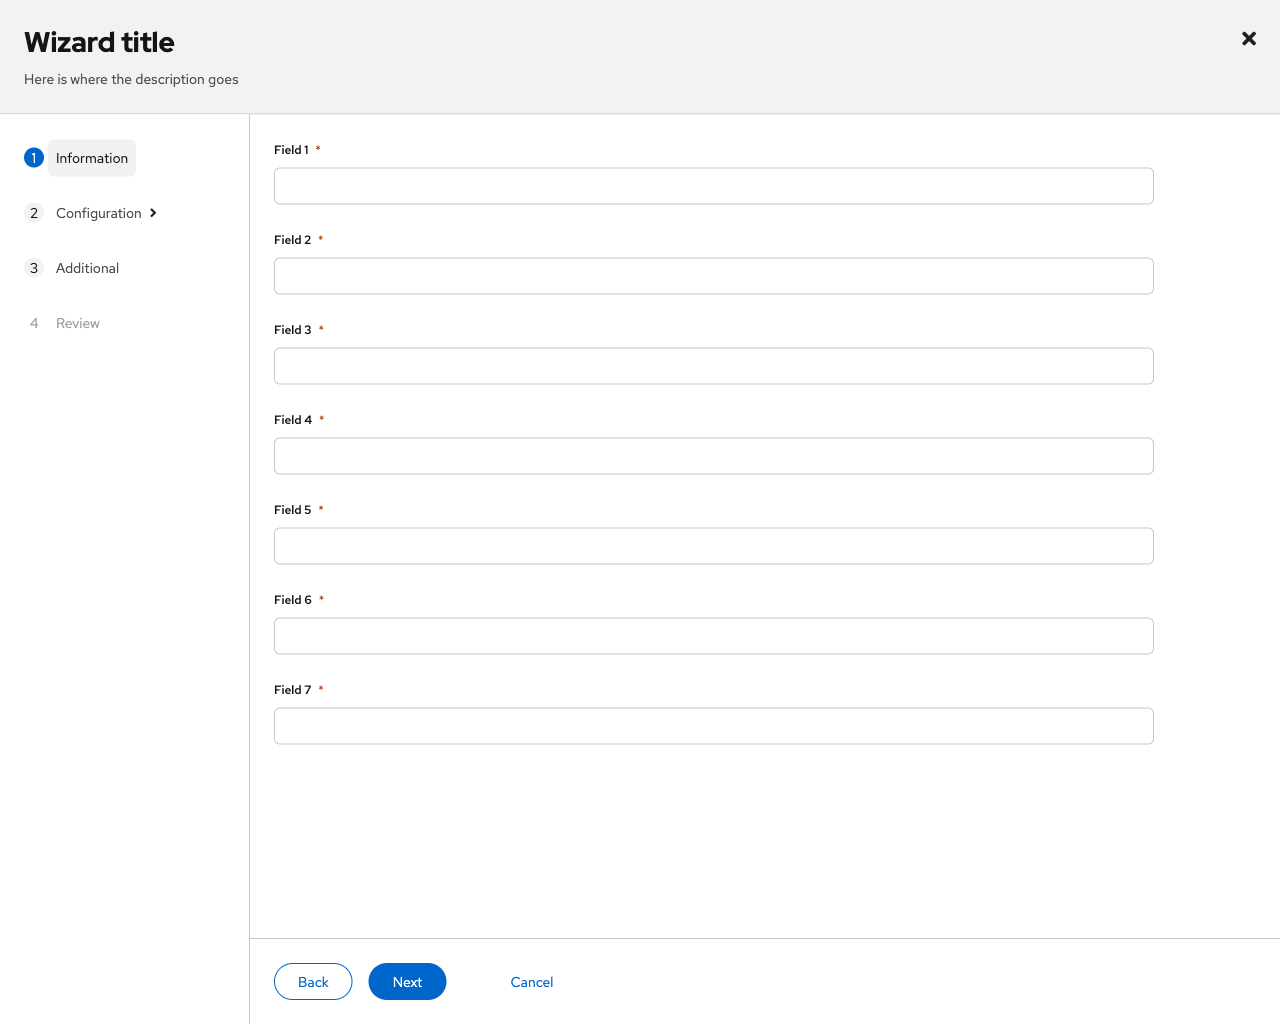 Wizard title
Here is where the description goes
1 Information
2 Configuration
3 Additional
4 Review
Field 1 *
Field 2 *
Field 3 *
Field 4 *
Field 5 *
Field 6 *
Field 7 *
Back Next Cancel